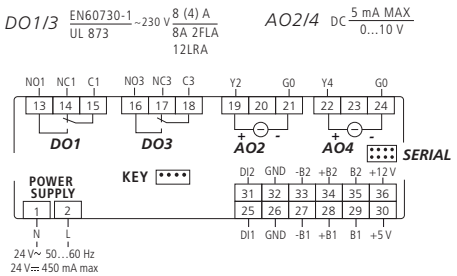 DO1/3 EN60730-1 ~230 V 8 (4) A
UL 873 8A 2FLA
12LRA
AO2/4 DC 5 mA MAX
0...10 V
NO1 NC1 C1 NO3 NC3 C3 Y2 G0 Y4 G0
13 14 15 16 17 18 19 20 21 22 23 24
+ - + -
DO1 DO3 AO2 AO4 SERIAL
KEY
DI2 GND -B2 +B2 B2 +12 V
POWER
SUPPLY
31 32 33 34 35 36
1 2 25 26 27 28 29 30
N L DI1 GND -B1 +B1 B1 +5 V
24 V~ 50...60 Hz
24 V⎓ 450 mA max